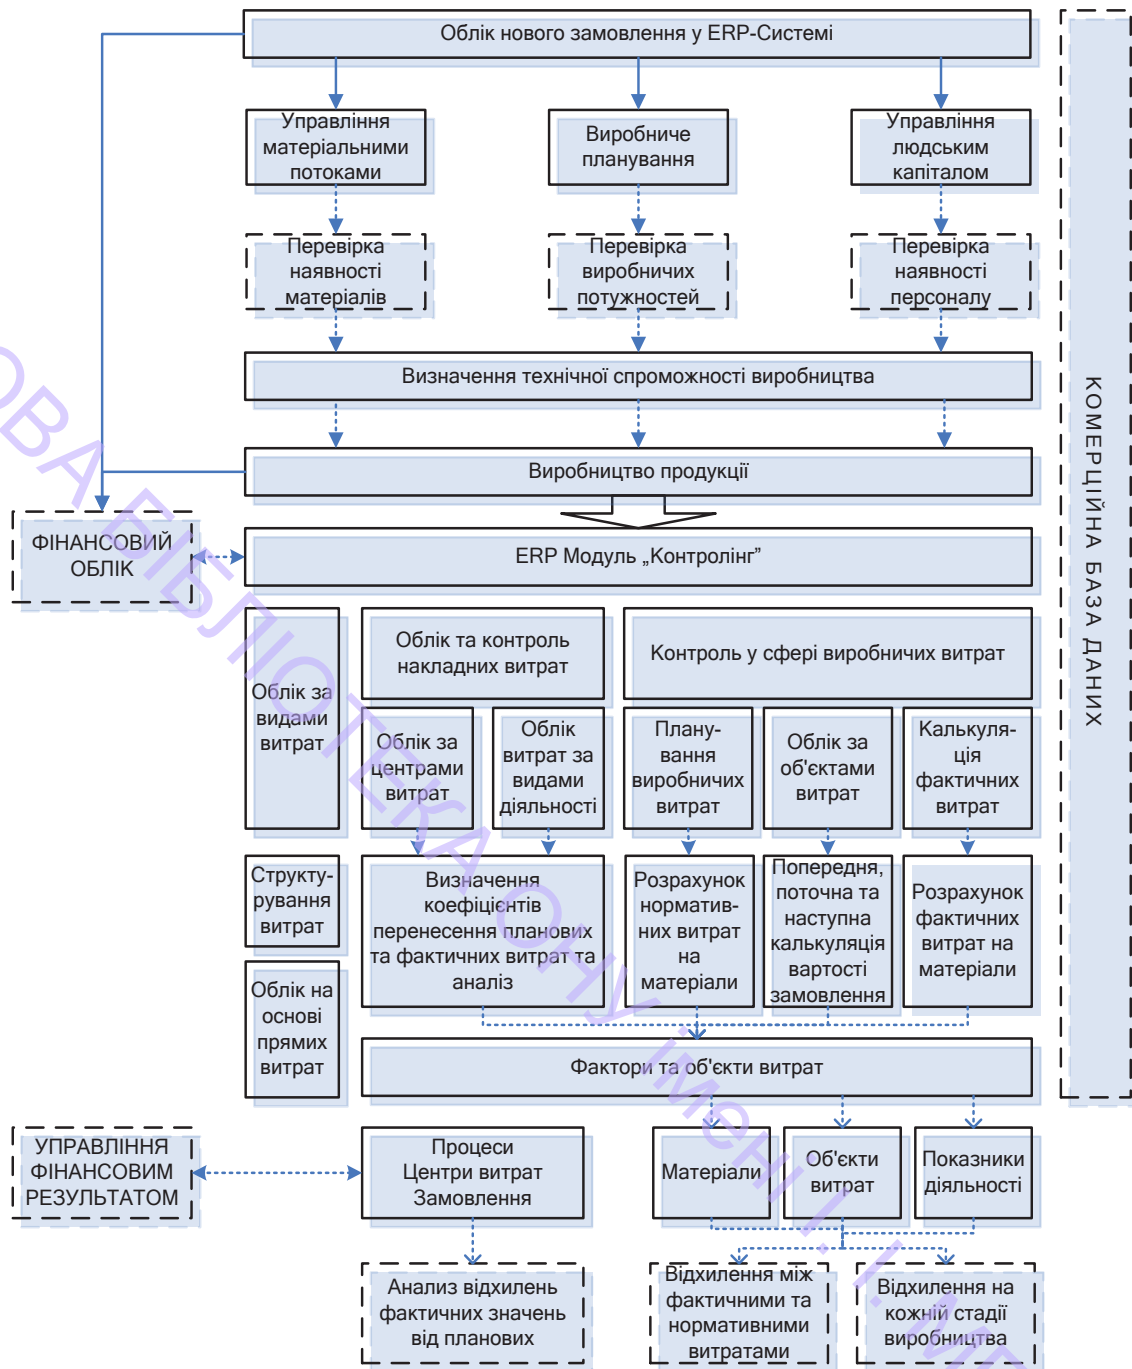 Облік нового замовлення у ERP-Системі
Управління
матеріальними
потоками
Виробниче
планування
Управління
людським
капіталом
Перевірка
наявності
матеріалів
Перевірка
виробничих
потужностей
Перевірка
наявності
персоналу
Визначення технічної спроможності виробництва
Виробництво продукції
ФІНАНСОВИЙ
ОБЛІК
ERP Модуль „Контролінг”
КОМЕРЦІЙНА БАЗА ДАНИХ
Облік за
видами
витрат
Облік та контроль
накладних витрат
Контроль у сфері виробничих витрат
Облік за
центрами
витрат
Облік
витрат за
видами
діяльності
Плану-
вання
виробничих
витрат
Облік за
об'єктами
витрат
Калькуля-
ція
фактичних
витрат
Структу-
рування
витрат
Визначення
коефіцієнтів
перенесення планових
та фактичних витрат та
аналіз
Розрахунок
норматив-
них витрат
на
матеріали
Попередня,
поточна та
наступна
калькуляція
вартості
замовлення
Розрахунок
фактичних
витрат на
матеріали
Облік на
основі
прямих
витрат
Фактори та об'єкти витрат
УПРАВЛІННЯ
ФІНАНСОВИМ
РЕЗУЛЬТАТОМ
Процеси
Центри витрат
Замовлення
Матеріали
Об'єкти
витрат
Показники
діяльності
Анализ відхилень
фактичних значень
від планових
Відхилення між
фактичними та
нормативними
витратами
Відхилення на
кожній стадії
виробництва
ОВА БІБЛІОТЕКА ОНУ імені І. І. МЕ